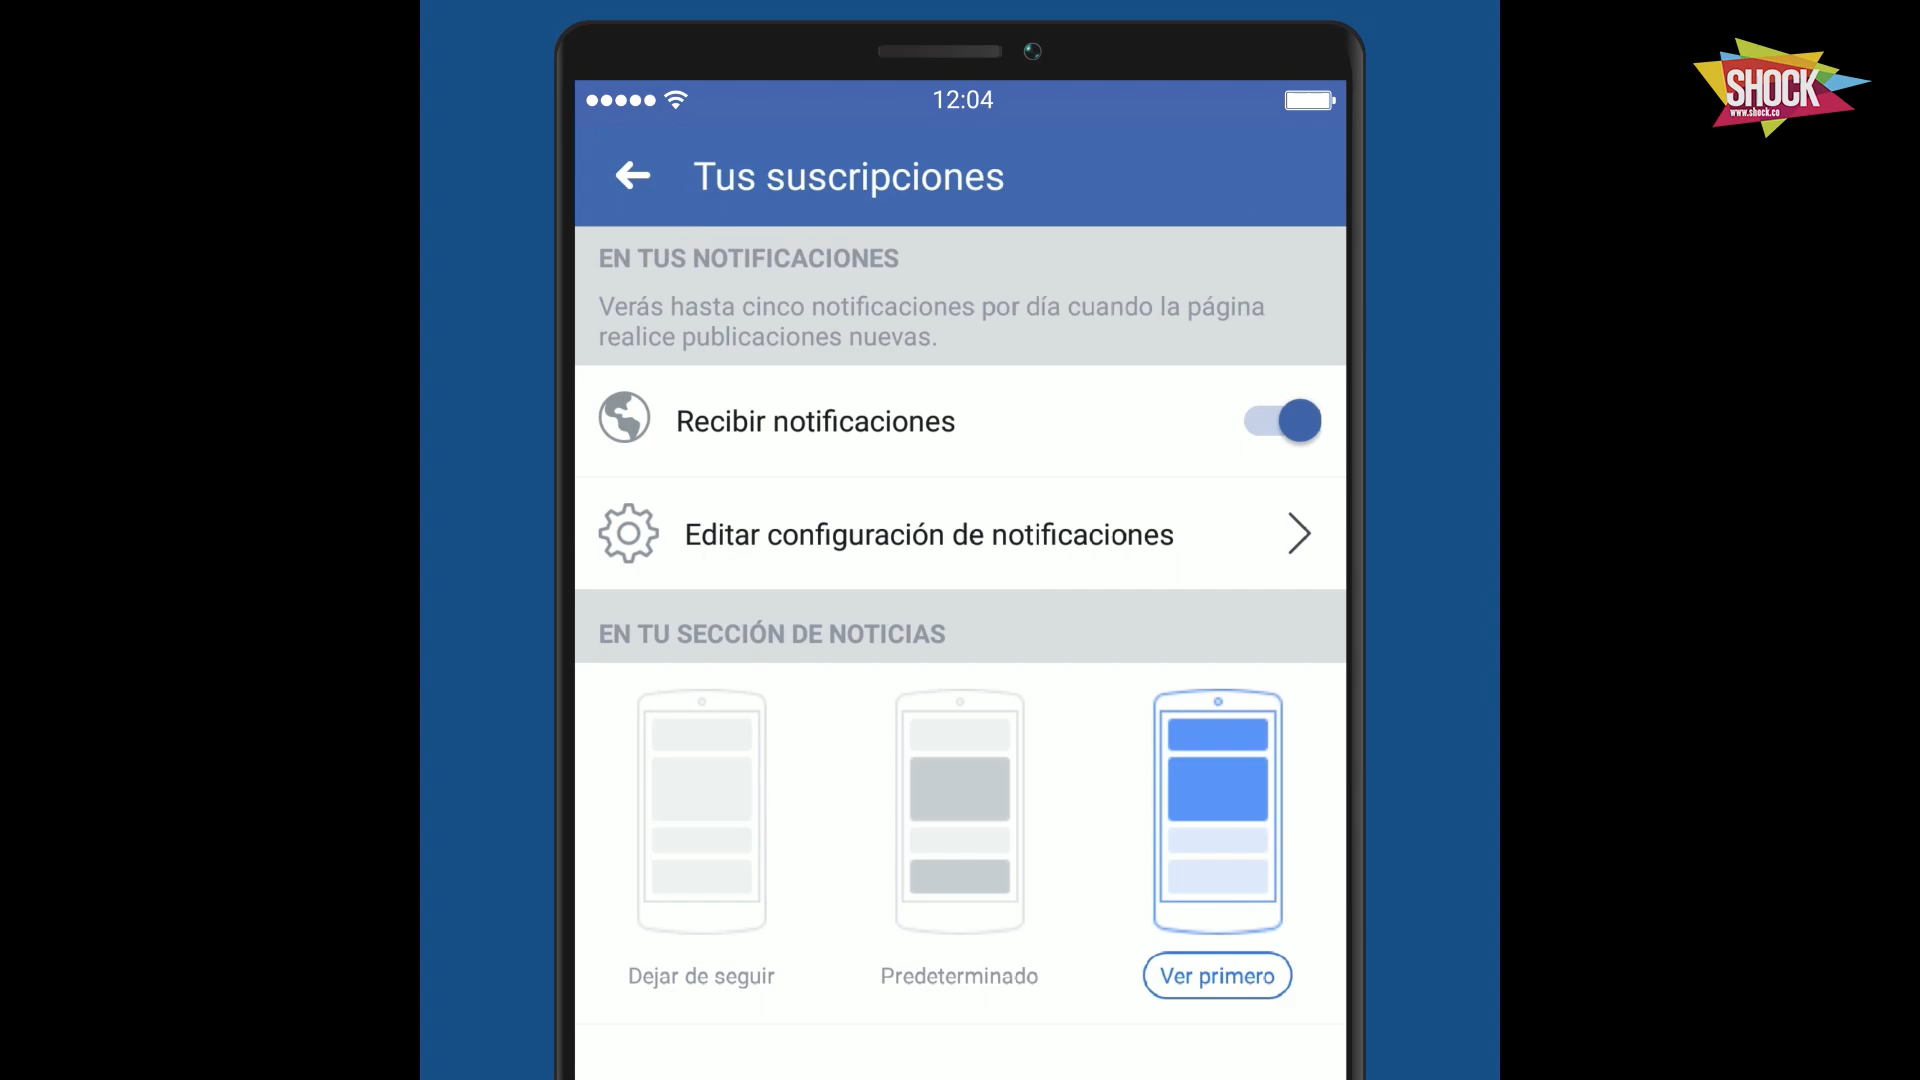 SHOCK
www.shock.co
12:04
Tus suscripciones
EN TUS NOTIFICACIONES
Verás hasta cinco notificaciones por día cuando la página
realice publicaciones nuevas.
Recibir notificaciones
Editar configuración de notificaciones
EN TU SECCIÓN DE NOTICIAS
Dejar de seguir
Predeterminado
Ver primero